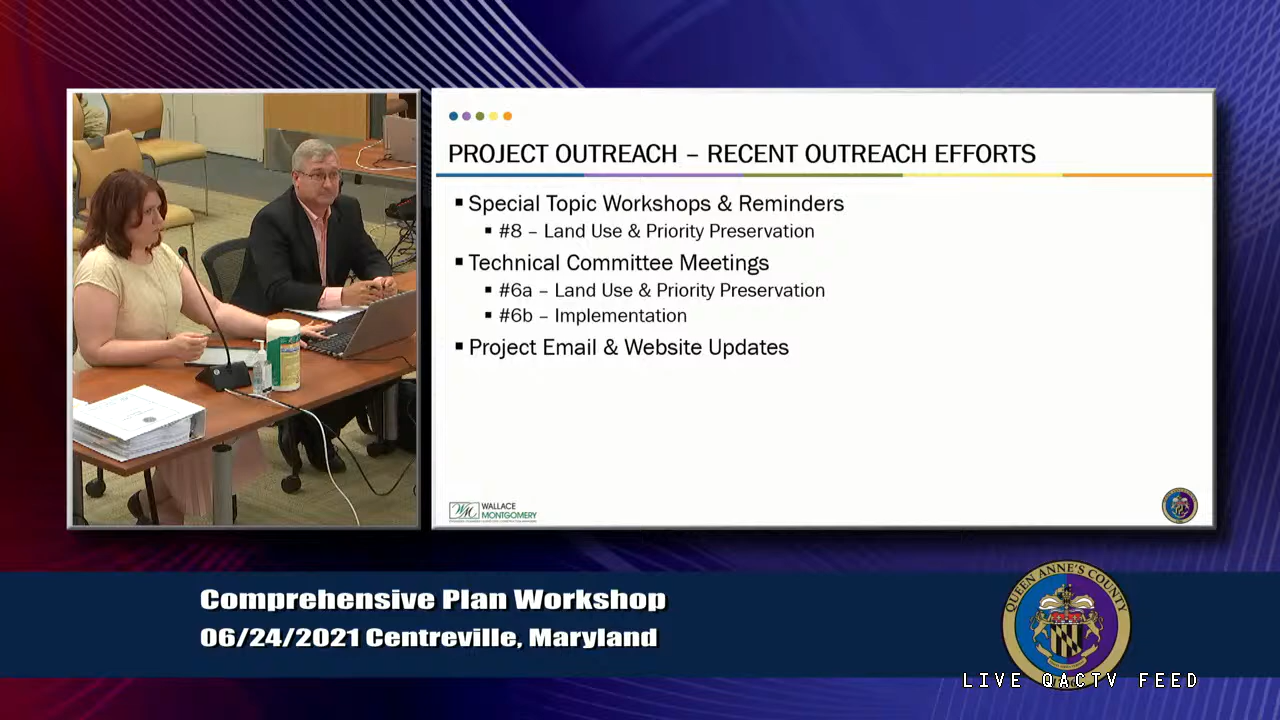 PROJECT OUTREACH – RECENT OUTREACH EFFORTS
Special Topic Workshops & Reminders
#8 – Land Use & Priority Preservation
Technical Committee Meetings
#6a – Land Use & Priority Preservation
#6b – Implementation
Project Email & Website Updates
WALLACE
MONTGOMERY
Comprehensive Plan Workshop
06/24/2021 Centreville, Maryland
QUEEN ANNE'S COUNTY
LIVE QACTV FEED